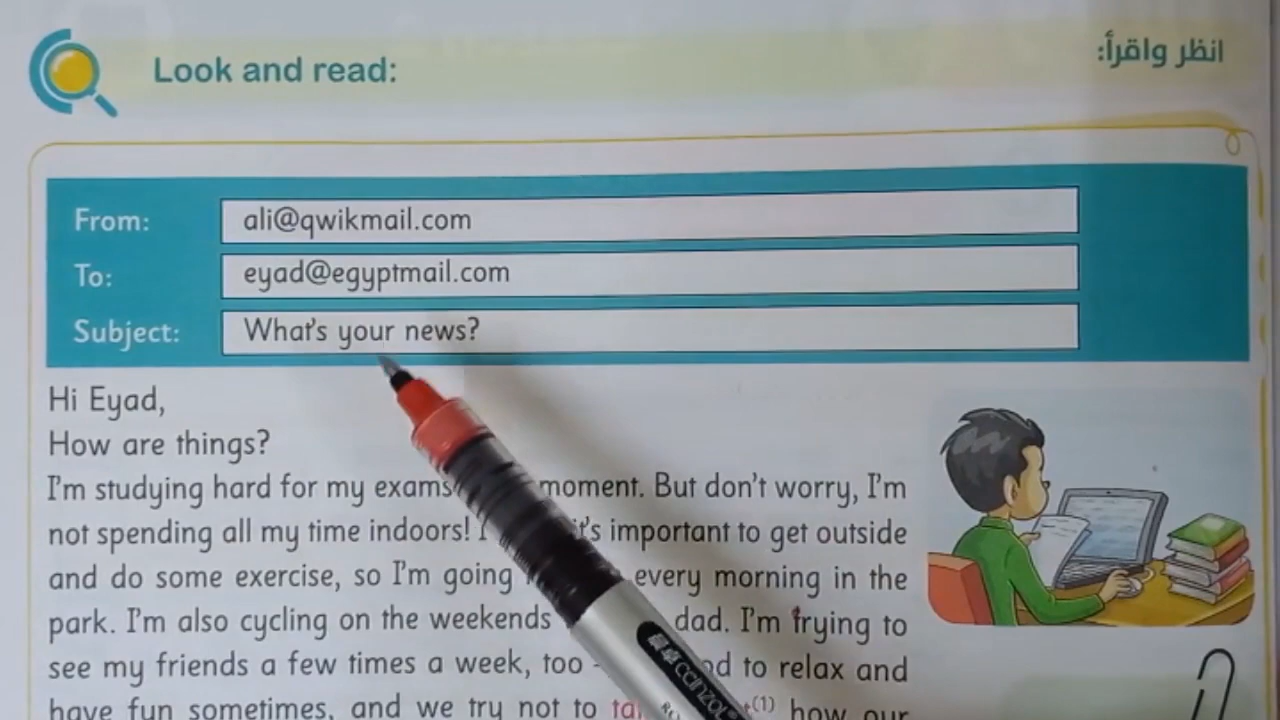 Look and read:
انظر واقرأ:
From: ali@qwikmail.com
To: eyad@egyptmail.com
Subject: What's your news?
Hi Eyad,
How are things?
I'm studying hard for my exams moment. But don't worry, I'm
not spending all my time indoors! it's important to get outside
and do some exercise, so I'm going every morning in the
park. I'm also cycling on the weekends dad. I'm trying to
see my friends a few times a week, too to relax and
have fun sometimes, and we try not to (1) how our